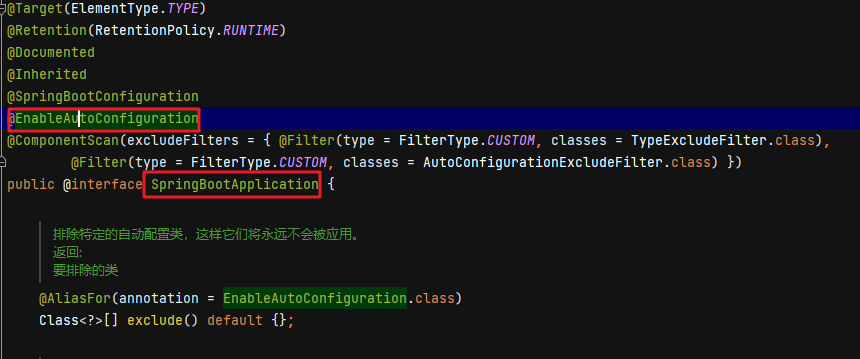 @Target(ElementType.TYPE)
@Retention(RetentionPolicy.RUNTIME)
@Documented
@Inherited
@SpringBootConfiguration
@EnableAutoConfiguration
@ComponentScan(excludeFilters = { @Filter(type = FilterType.CUSTOM, classes = TypeExcludeFilter.class),
@Filter(type = FilterType.CUSTOM, classes = AutoConfigurationExcludeFilter.class) })
public @interface SpringBootApplication {
排除特定的自动配置类，这样它们将永远不会被应用。
返回:
要排除的类
@AliasFor(annotation = EnableAutoConfiguration.class)
Class<?>[] exclude() default {};